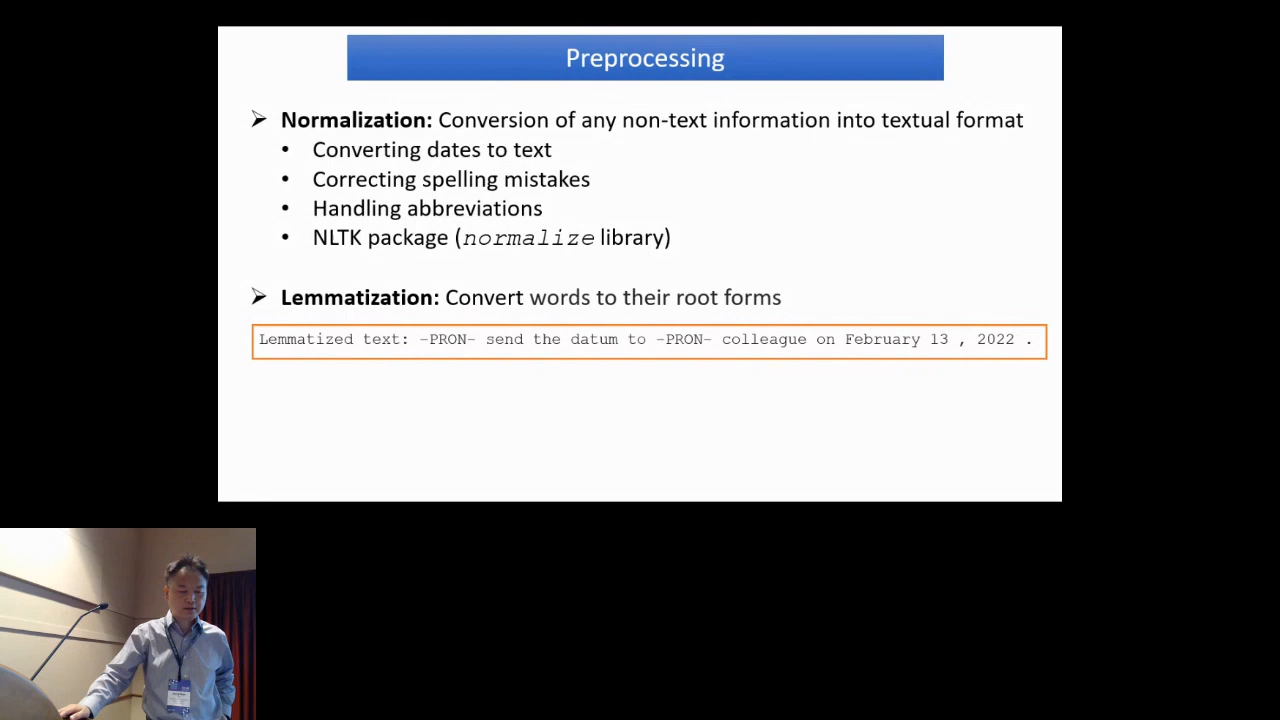 Preprocessing
➢ Normalization: Conversion of any non-text information into textual format
• Converting dates to text
• Correcting spelling mistakes
• Handling abbreviations
• NLTK package (normalize library)
➢ Lemmatization: Convert words to their root forms
Lemmatized text: -PRON- send the datum to -PRON- colleague on February 13 , 2022 .